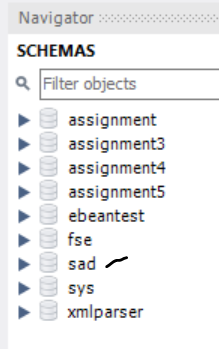 Navigator
SCHEMAS
Filter objects
assignment
assignment3
assignment4
assignment5
ebeantest
fse
sad
sys
xmlparser